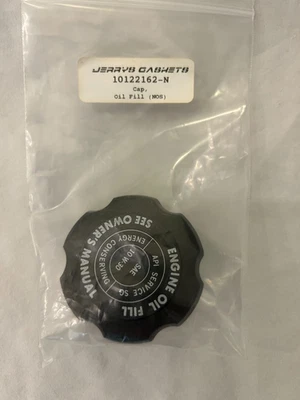 JERRYS GASKETS
10122162-N
Cap,
Oil Fill (NOS)
ENGINE OIL FILL
SEE OWNER'S MANUAL
API SERVICE SG
ENERGY CONSERVING
SAE
10 W 30